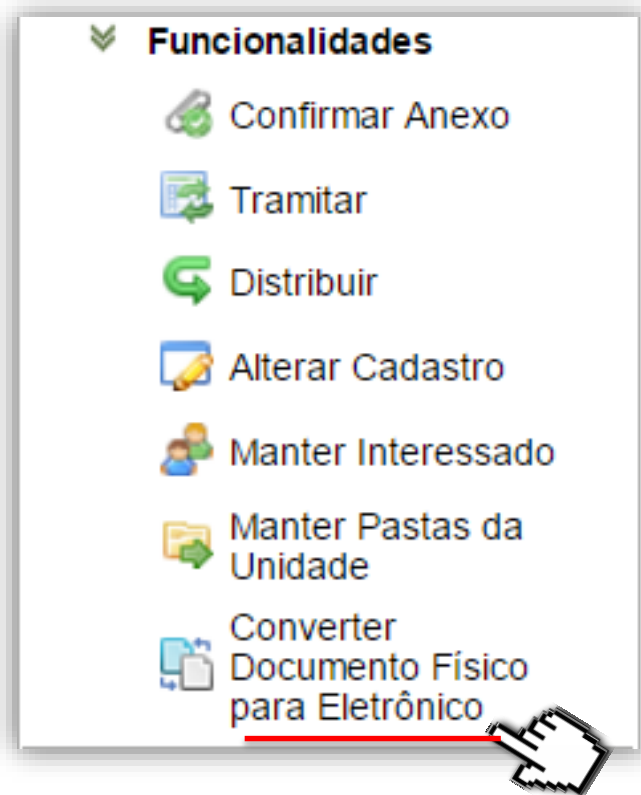 Funcionalidades
Confirmar Anexo
Tramitar
Distribuir
Alterar Cadastro
Manter Interessado
Manter Pastas da
Unidade
Converter
Documento Físico
para Eletrônico